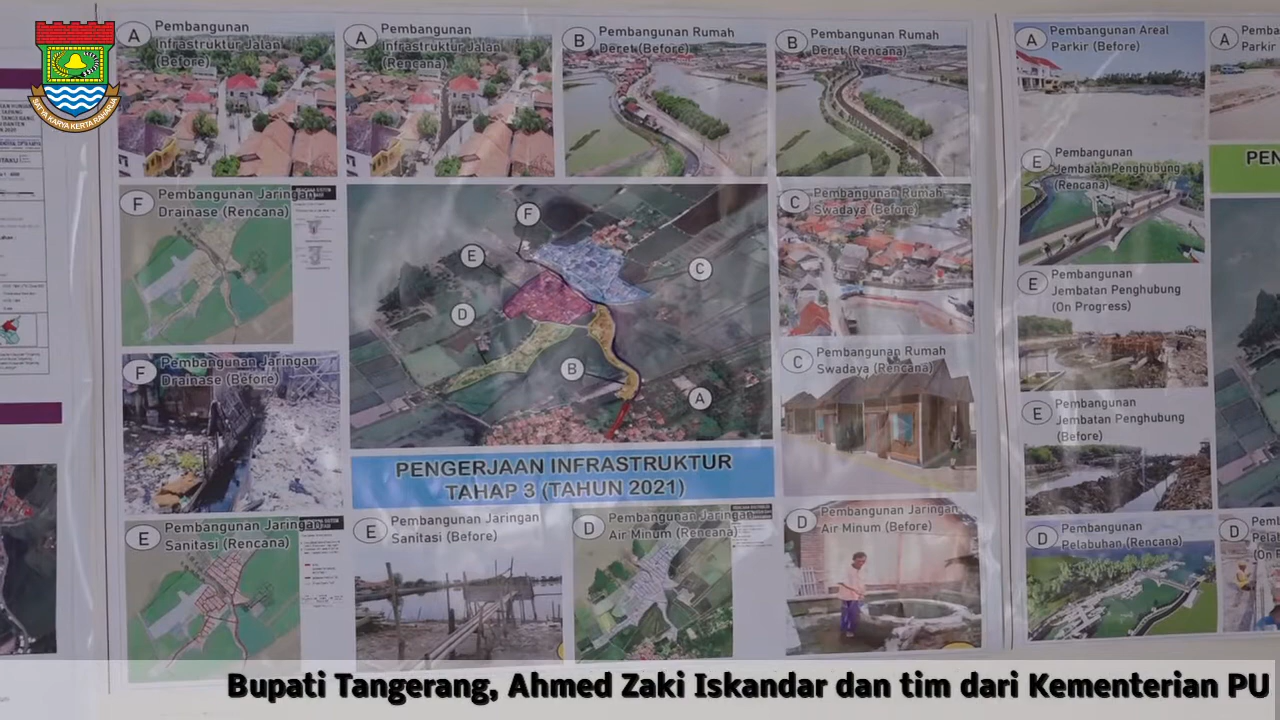 SATYA KARYA KERTA RAHARJA
A
Pembangunan
Infrastruktur Jalan
(Before)
A
Pembangunan
Infrastruktur Jalan
(Rencana)
B
Pembangunan Rumah
Deret (Before)
B
Pembangunan Rumah
Deret (Rencana)
F
Pembangunan Jaringan
Drainase (Rencana)
F
E
D
C
B
A
C
Pembangunan Rumah
Swadaya (Before)
F
Pembangunan Jaringan
Drainase (Before)
C
Pembangunan Rumah
Swadaya (Rencana)
PENGERJAAN INFRASTRUKTUR
TAHAP 3 (TAHUN 2021)
E
Pembangunan Jaringan
Sanitasi (Rencana)
E
Pembangunan Jaringan
Sanitasi (Before)
D
Pembangunan Jaringan
Air Minum (Rencana)
D
Pembangunan Jaringan
Air Minum (Before)
A
Pembangunan Areal
Parkir (Before)
A
E
Pembangunan
Jembatan Penghubung
(Rencana)
E
Pembangunan
Jembatan Penghubung
(On Progress)
E
Pembangunan
Jembatan Penghubung
(Before)
D
Pembangunan
Pelabuhan (Rencana)
D
Bupati Tangerang, Ahmed Zaki Iskandar dan tim dari Kementerian PU